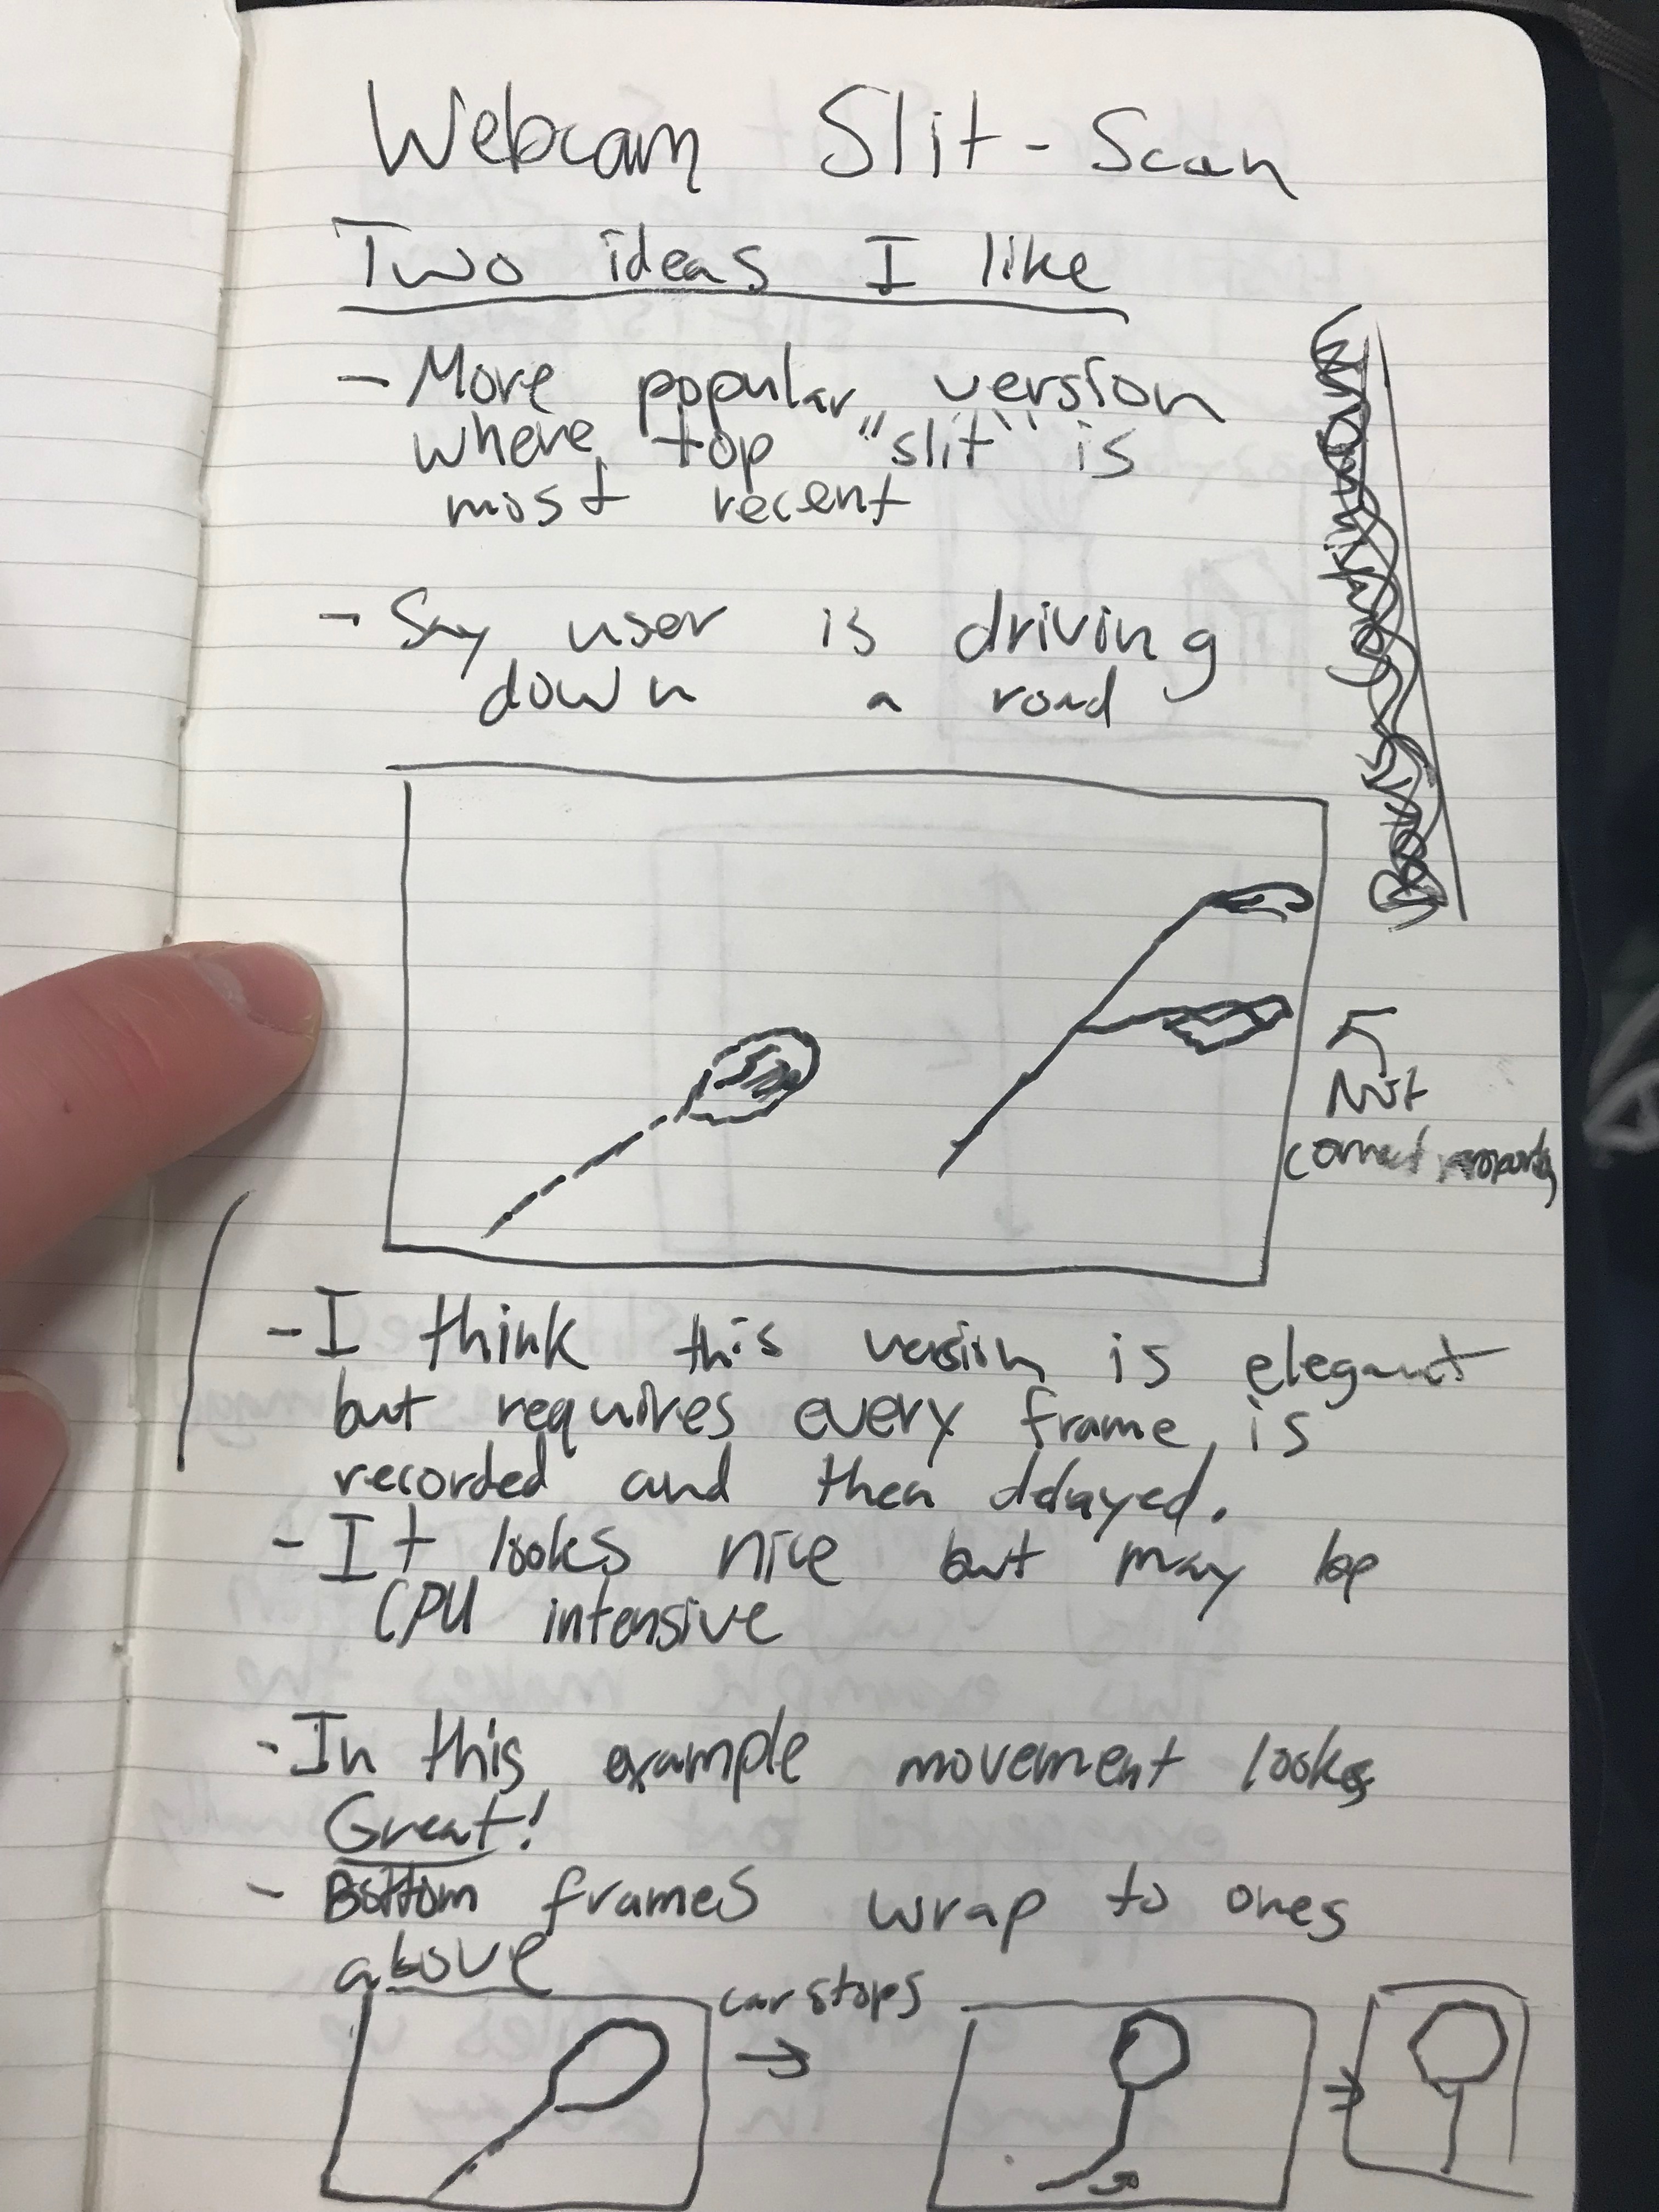 Webcam Slit-Scan
Two ideas I like
- More popular version
where top "slit" is
most recent
- Say user is driving
down a road
Stop
Not
correct
- I think this version is elegant
but requires every frame is
recorded and then delayed.
- It looks nice but may be
CPU intensive
- In this example movement looks
Great!
- Bottom frames wrap to ones
above
car stops